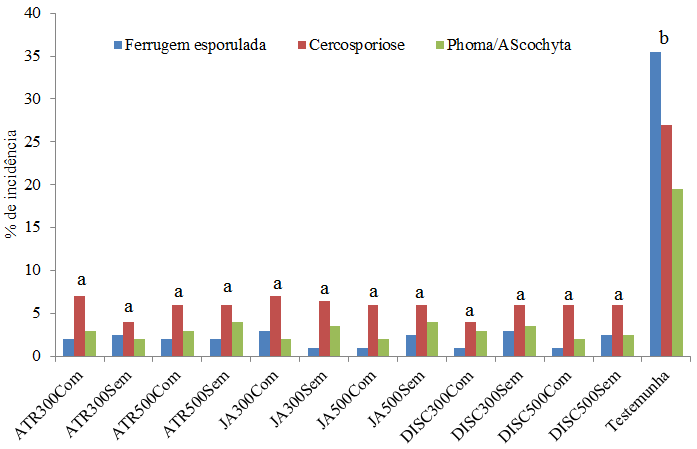 40
35
30
25
20
15
10
5
0
% de incidência
Ferrugem esporulada
Cercosporiose
Phoma/AScochyta
a
a
a
a
a
a
a
a
a
a
a
a
b
ATR300Com
ATR300Sem
ATR500Com
ATR500Sem
JA300Com
JA300Sem
JA500Com
JA500Sem
DISC300Com
DISC300Sem
DISC500Com
DISC500Sem
Testemunha